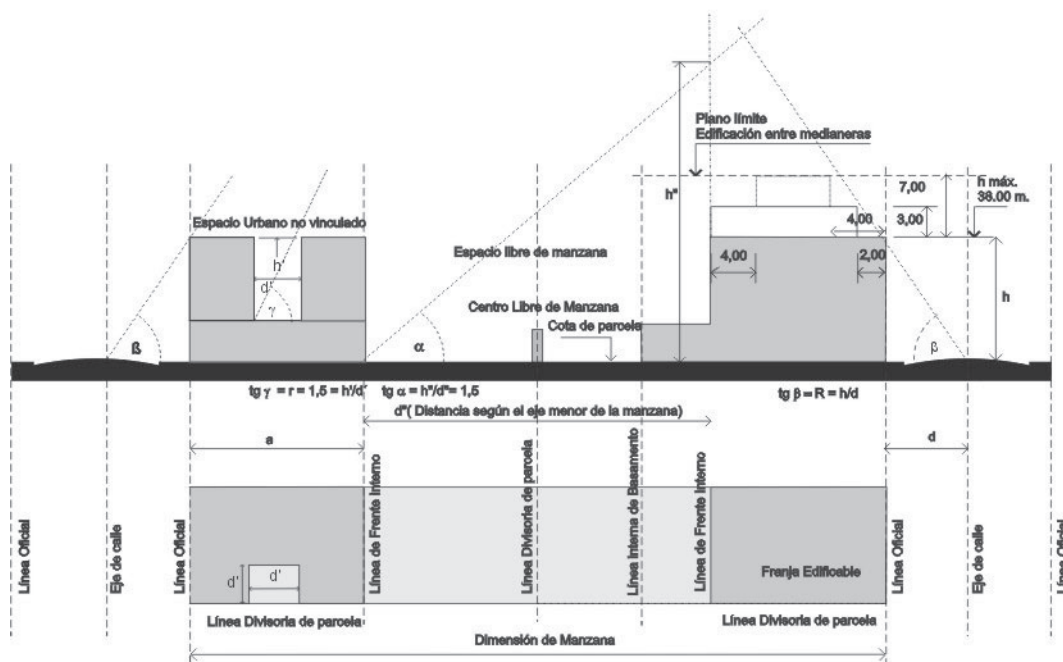 Plano límite
Edificación entre medianeras
h"
7,00
h máx.
38.00 m.
3,00
4,00
Espacio Urbano no vinculado
h'
d'
γ
Espacio libre de manzana
4,00
2,00
h
Centro Libre de Manzana
Cota de parcela
ß
α
β
tg γ = r = 1,5 = h'/d'
tg α = h"/d"= 1,5
tg β = R = h/d
d"( Distancia según el eje menor de la manzana)
a
d
Línea Oficial
Eje de calle
Línea Oficial
Línea de Frente Interno
Línea Divisoria de parcela
Línea Interna de Basamento
Línea de Frente Interno
Línea Oficial
Eje de calle
Línea Oficial
d'
d'
Franja Edificable
Línea Divisoria de parcela
Línea Divisoria de parcela
Dimensión de Manzana